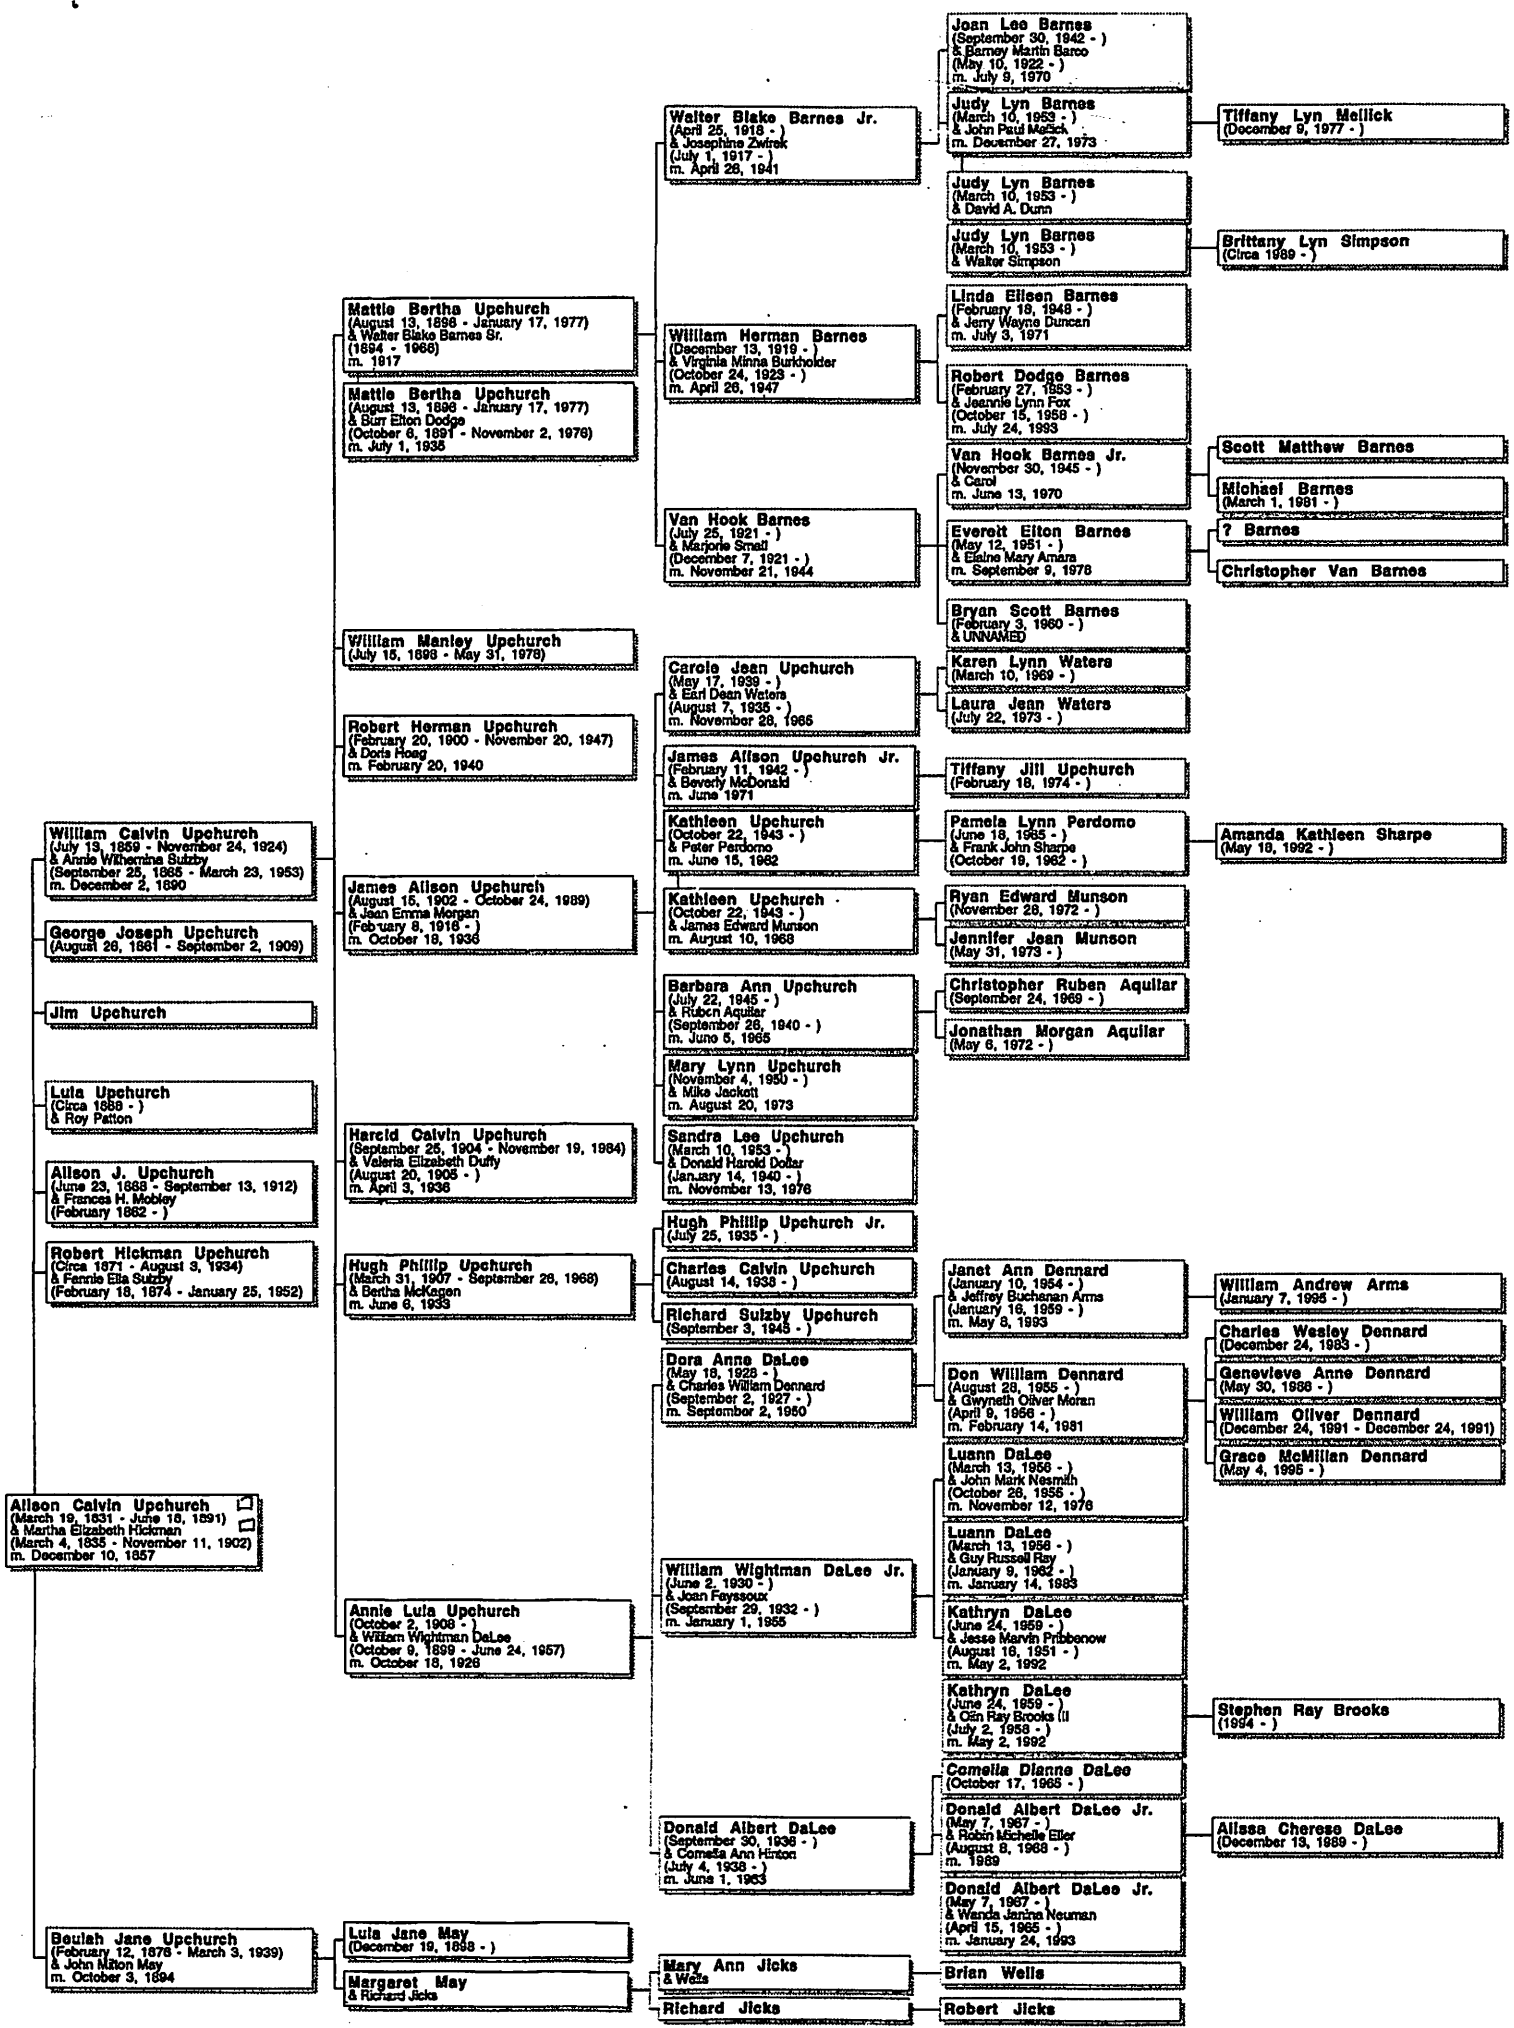 Alison Calvin Upchurch
(March 19, 1831 - June 18, 1891)
& Martha Elizabeth Hickman
(March 4, 1835 - November 11, 1902)
m. December 10, 1857
William Calvin Upchurch
(July 13, 1859 - November 24, 1924)
& Annie Wilhemina Sulzby
(September 25, 1865 - March 23, 1953)
m. December 2, 1890
George Joseph Upchurch
(August 26, 1861 - September 2, 1909)
Jim Upchurch
Lula Upchurch
(Circa 1868 - )
& Roy Patton
Alison J. Upchurch
(June 23, 1868 - September 13, 1912)
& Frances H. Mobley
(February 1862 - )
Robert Hickman Upchurch
(Circa 1871 - August 3, 1934)
& Fannie Ella Sulzby
(February 18, 1874 - January 25, 1952)
Beulah Jane Upchurch
(February 12, 1876 - March 3, 1939)
& John Milton May
m. October 3, 1894
Mattie Bertha Upchurch
(August 13, 1896 - January 17, 1977)
& Walter Blake Barnes Sr.
(1894 - 1966)
m. 1917
Mattie Bertha Upchurch
(August 13, 1896 - January 17, 1977)
& Burr Elton Dodge
(October 6, 1891 - November 2, 1976)
m. July 1, 1935
William Manley Upchurch
(July 15, 1898 - May 31, 1978)
Robert Herman Upchurch
(February 20, 1900 - November 20, 1947)
& Doris Hoag
m. February 20, 1940
James Alison Upchurch
(August 15, 1902 - October 24, 1989)
& Jean Emma Morgan
(February 8, 1916 - )
m. October 18, 1936
Harold Calvin Upchurch
(September 25, 1904 - November 19, 1984)
& Valeria Elizabeth Duffy
(August 20, 1905 - )
m. April 3, 1936
Hugh Phillip Upchurch
(March 31, 1907 - September 26, 1968)
& Bertha McKagen
m. June 6, 1933
Annie Lula Upchurch
(October 2, 1908 - )
& William Wightman DaLee
(October 9, 1899 - June 24, 1957)
m. October 18, 1926
Lula Jane May
(December 19, 1898 - )
Margaret May
& Richard Jicks
Walter Blake Barnes Jr.
(April 25, 1918 - )
& Josephine Zwirek
(July 1, 1917 - )
m. April 26, 1941
William Herman Barnes
(December 13, 1919 - )
& Virginia Minna Burkholder
(October 24, 1923 - )
m. April 26, 1947
Van Hook Barnes
(July 25, 1921 - )
& Marjorie Small
(December 7, 1921 - )
m. November 21, 1944
Carole Jean Upchurch
(May 17, 1939 - )
& Earl Dean Waters
(August 7, 1935 - )
m. November 28, 1965
James Alison Upchurch Jr.
(February 11, 1942 - )
& Beverly McDonald
m. June 1971
Kathleen Upchurch
(October 22, 1943 - )
& Peter Perdomo
m. June 15, 1962
Kathleen Upchurch
(October 22, 1943 - )
& James Edward Munson
m. August 10, 1968
Barbara Ann Upchurch
(July 22, 1945 - )
& Ruben Aquilar
(September 26, 1940 - )
m. June 5, 1965
Mary Lynn Upchurch
(November 4, 1950 - )
& Mike Jackett
m. August 20, 1973
Sandra Lee Upchurch
(March 10, 1953 - )
& Donald Harold Dollar
(January 14, 1940 - )
m. November 13, 1976
Hugh Phillip Upchurch Jr.
(July 25, 1935 - )
Charles Calvin Upchurch
(August 14, 1938 - )
Richard Sulzby Upchurch
(September 3, 1945 - )
Dora Anne DaLee
(May 18, 1928 - )
& Charles William Dennard
(September 2, 1927 - )
m. September 2, 1950
William Wightman DaLee Jr.
(June 2, 1930 - )
& Joan Fayssoux
(September 29, 1932 - )
m. January 1, 1955
Donald Albert DaLee
(September 30, 1936 - )
& Cornelia Ann Hinton
(July 4, 1938 - )
m. June 1, 1963
Mary Ann Jicks
& Wells
Richard Jicks
Joan Lee Barnes
(September 30, 1942 - )
& Barney Martin Barco
(May 10, 1922 - )
m. July 9, 1970
Judy Lyn Barnes
(March 10, 1953 - )
& John Paul Mellick
m. December 27, 1973
Judy Lyn Barnes
(March 10, 1953 - )
& David A. Dunn
Judy Lyn Barnes
(March 10, 1953 - )
& Walter Simpson
Linda Eileen Barnes
(February 18, 1948 - )
& Jerry Wayne Duncan
m. July 3, 1971
Robert Dodge Barnes
(February 27, 1953 - )
& Jeannie Lynn Fox
(October 15, 1958 - )
m. July 24, 1993
Van Hook Barnes Jr.
(November 30, 1945 - )
& Carol
m. June 13, 1970
Everett Elton Barnes
(May 12, 1951 - )
& Elaine Mary Amara
m. September 9, 1978
Bryan Scott Barnes
(February 3, 1960 - )
& UNNAMED
Karen Lynn Waters
(March 10, 1969 - )
Laura Jean Waters
(July 22, 1973 - )
Tiffany Jill Upchurch
(February 18, 1974 - )
Pamela Lynn Perdomo
(June 18, 1965 - )
& Frank John Sharpe
(October 19, 1962 - )
Ryan Edward Munson
(November 28, 1972 - )
Jennifer Jean Munson
(May 31, 1973 - )
Christopher Ruben Aquilar
(September 24, 1969 - )
Jonathan Morgan Aquilar
(May 6, 1972 - )
Janet Ann Dennard
(January 10, 1954 - )
& Jeffrey Buchanan Arms
(January 16, 1959 - )
m. May 8, 1993
Don William Dennard
(August 28, 1955 - )
& Gwyneth Oliver Moran
(April 9, 1956 - )
m. February 14, 1981
Luann DaLee
(March 13, 1956 - )
& John Mark Nesmith
(October 26, 1955 - )
m. November 12, 1976
Luann DaLee
(March 13, 1956 - )
& Guy Russell Ray
(January 9, 1962 - )
m. January 14, 1983
Kathryn DaLee
(June 24, 1959 - )
& Jesse Marvin Pribbenow
(August 16, 1951 - )
m. May 2, 1992
Kathryn DaLee
(June 24, 1959 - )
& Olin Ray Brooks III
(July 2, 1958 - )
m. May 2, 1992
Cornelia Dianne DaLee
(October 17, 1965 - )
Donald Albert DaLee Jr.
(May 7, 1967 - )
& Robin Michelle Eller
(August 8, 1968 - )
m. 1989
Donald Albert DaLee Jr.
(May 7, 1967 - )
& Wanda Janina Neuman
(April 15, 1965 - )
m. January 24, 1993
Brian Wells
Robert Jicks
Tiffany Lyn Mellick
(December 9, 1977 - )
Brittany Lyn Simpson
(Circa 1989 - )
Scott Matthew Barnes
Michael Barnes
(March 1, 1981 - )
? Barnes
Christopher Van Barnes
Amanda Kathleen Sharpe
(May 18, 1992 - )
William Andrew Arms
(January 7, 1995 - )
Charles Wesley Dennard
(December 24, 1983 - )
Genevieve Anne Dennard
(May 30, 1986 - )
William Oliver Dennard
(December 24, 1991 - December 24, 1991)
Grace McMillan Dennard
(May 4, 1995 - )
Stephen Ray Brooks
(1994 - )
Alissa Cherese DaLee
(December 13, 1989 - )